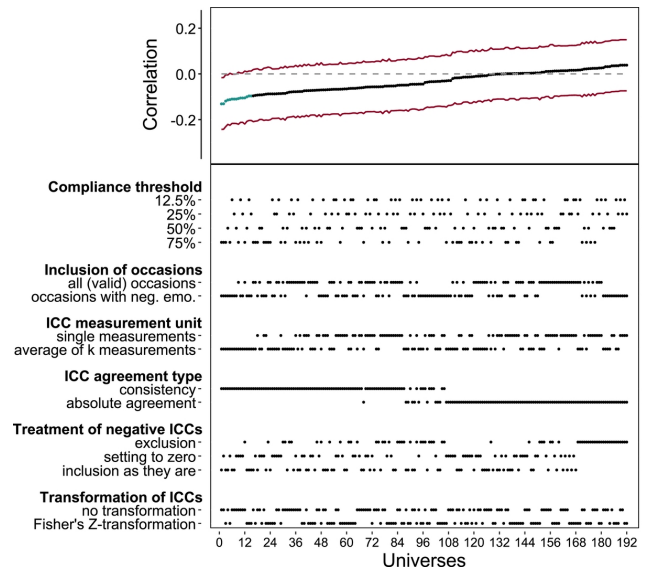 0.2
0.0
-0.2
Correlation
Compliance threshold
12.5%
25%
50%
75%
Inclusion of occasions
all (valid) occasions
occasions with neg. emo.
ICC measurement unit
single measurements
average of k measurements
ICC agreement type
consistency
absolute agreement
Treatment of negative ICCs
exclusion
setting to zero
inclusion as they are
Transformation of ICCs
no transformation
Fisher's Z-transformation
0 12 24 36 48 60 72 84 96 108 120 132 144 156 168 180 192
Universes